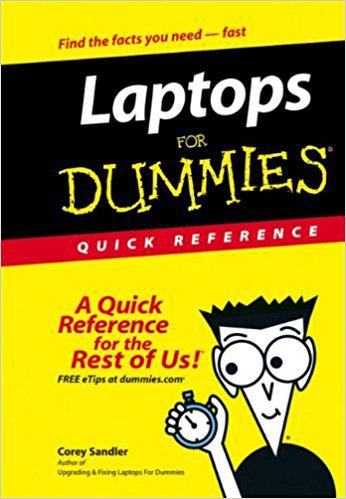 Find the facts you need — fast
Laptops
FOR
DUMMIES®
QUICK REFERENCE
A Quick
Reference
for the
Rest of Us!®
FREE eTips at dummies.com®
Corey Sandler
Author of
Upgrading & Fixing Laptops For Dummies